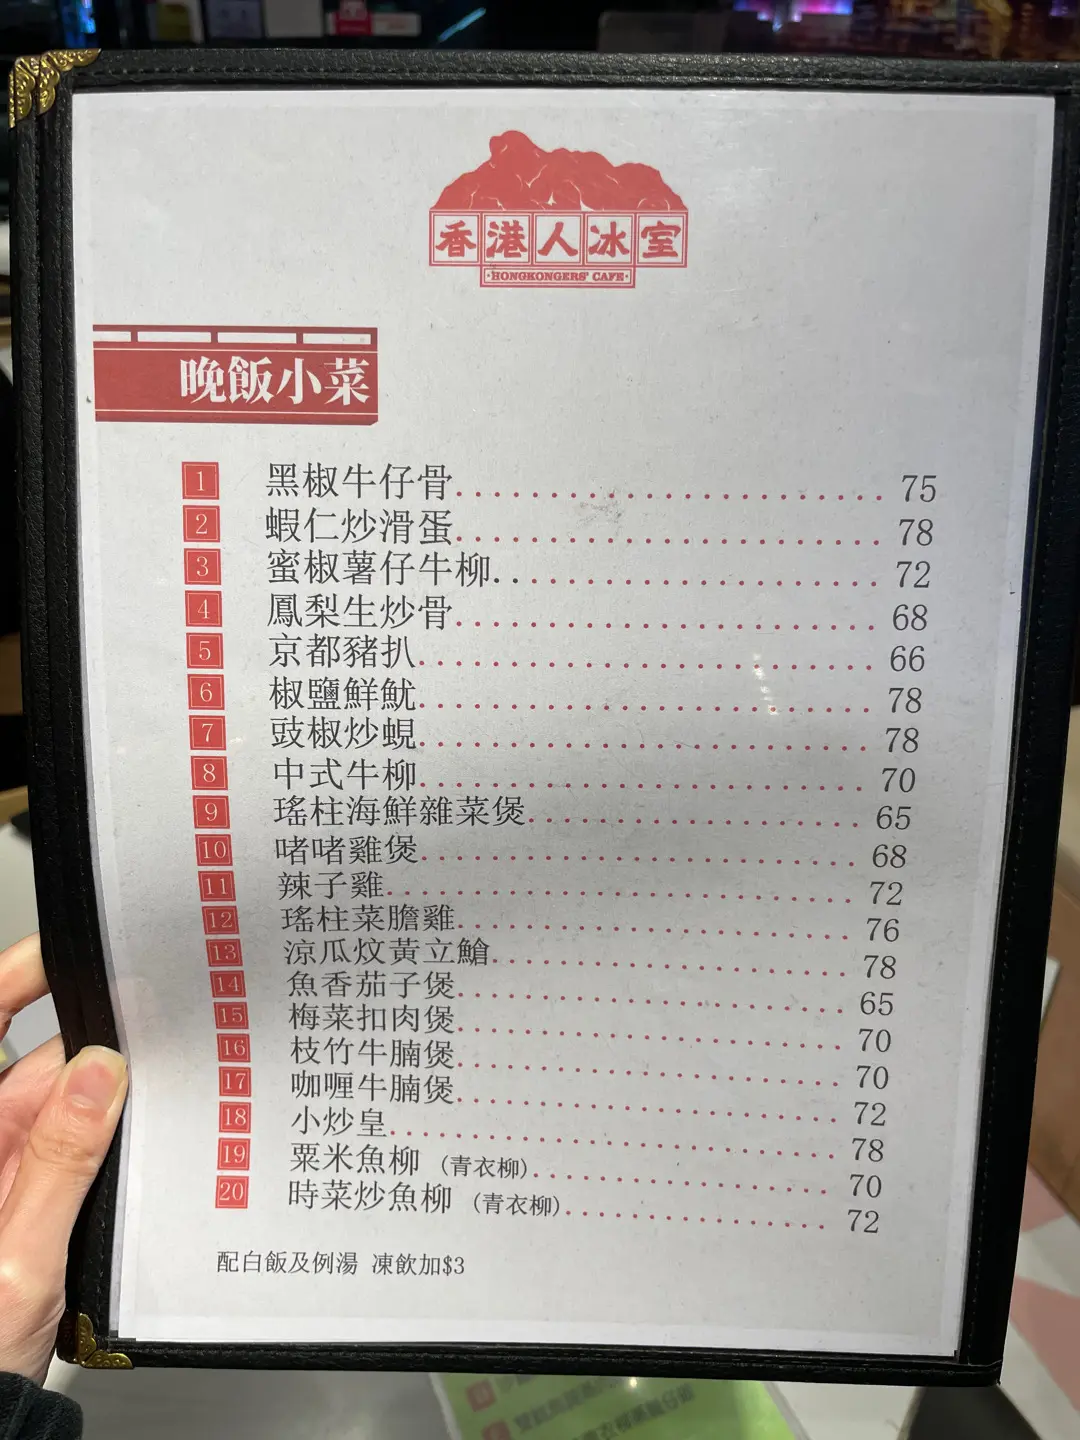 香港人冰室
HONGKONGERS' CAFE
晚飯小菜
1 黑椒牛仔骨 75
2 蝦仁炒滑蛋 78
3 蜜椒薯仔牛柳 72
4 鳳梨生炒骨 68
5 京都豬扒 66
6 椒鹽鮮魷 78
7 豉椒炒蜆 78
8 中式牛柳 70
9 瑤柱海鮮雜菜煲 65
10 啫啫雞煲 68
11 辣子雞 72
12 瑤柱菜膽雞 76
13 涼瓜炆黃立鱠 78
14 魚香茄子煲 65
15 梅菜扣肉煲 70
16 枝竹牛腩煲 70
17 咖喱牛腩煲 72
18 小炒皇 78
19 粟米魚柳 (青衣柳) 70
20 時菜炒魚柳 (青衣柳) 72
配白飯及例湯 凍飲加$3